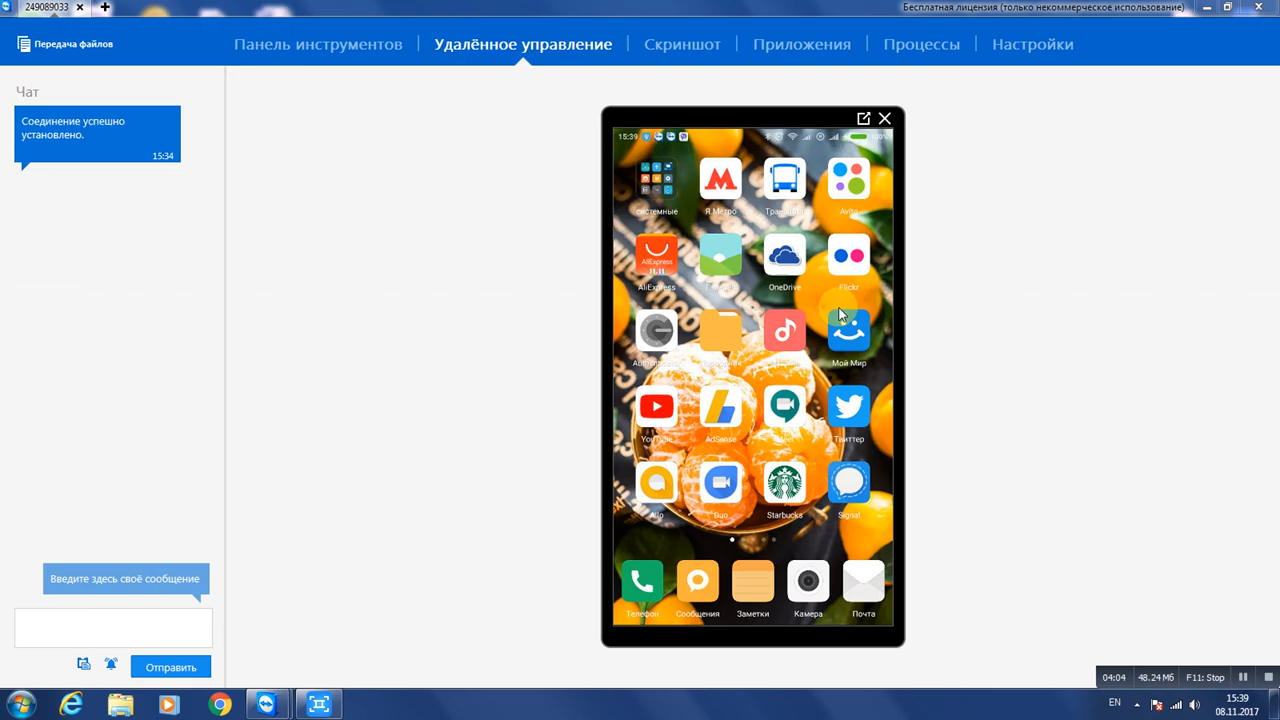 249089033
Бесплатная лицензия (только некоммерческое использование)
Передача файлов
Панель инструментов
Удалённое управление
Скриншот
Приложения
Процессы
Настройки
Чат
Соединение успешно
установлено.
15:34
15:39
системные
Я.Метро
Avito
AliExpress
11.11
AliExpress
OneDrive
Flickr
Мой Мир
YouTube
AdSense
Твиттер
Allo
Duo
Starbucks
Signal
Телефон
Сообщения
Заметки
Камера
Почта
Введите здесь своё сообщение
Отправить
04:04
48.24 Мб
F11: Stop
EN
15:39
08.11.2017